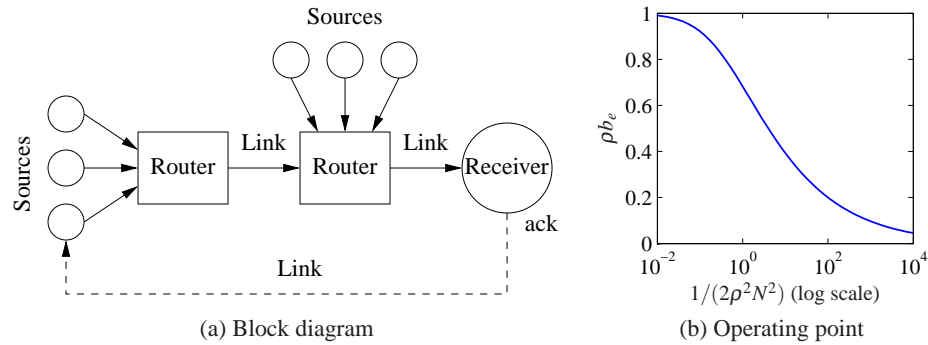 Sources
Sources
Router
Link
Router
Link
Receiver
ack
Link
(a) Block diagram
1
0.8
0.6
0.4
0.2
0
ρb_e
10^−2
10^0
10^2
10^4
1/(2ρ^2N^2) (log scale)
(b) Operating point